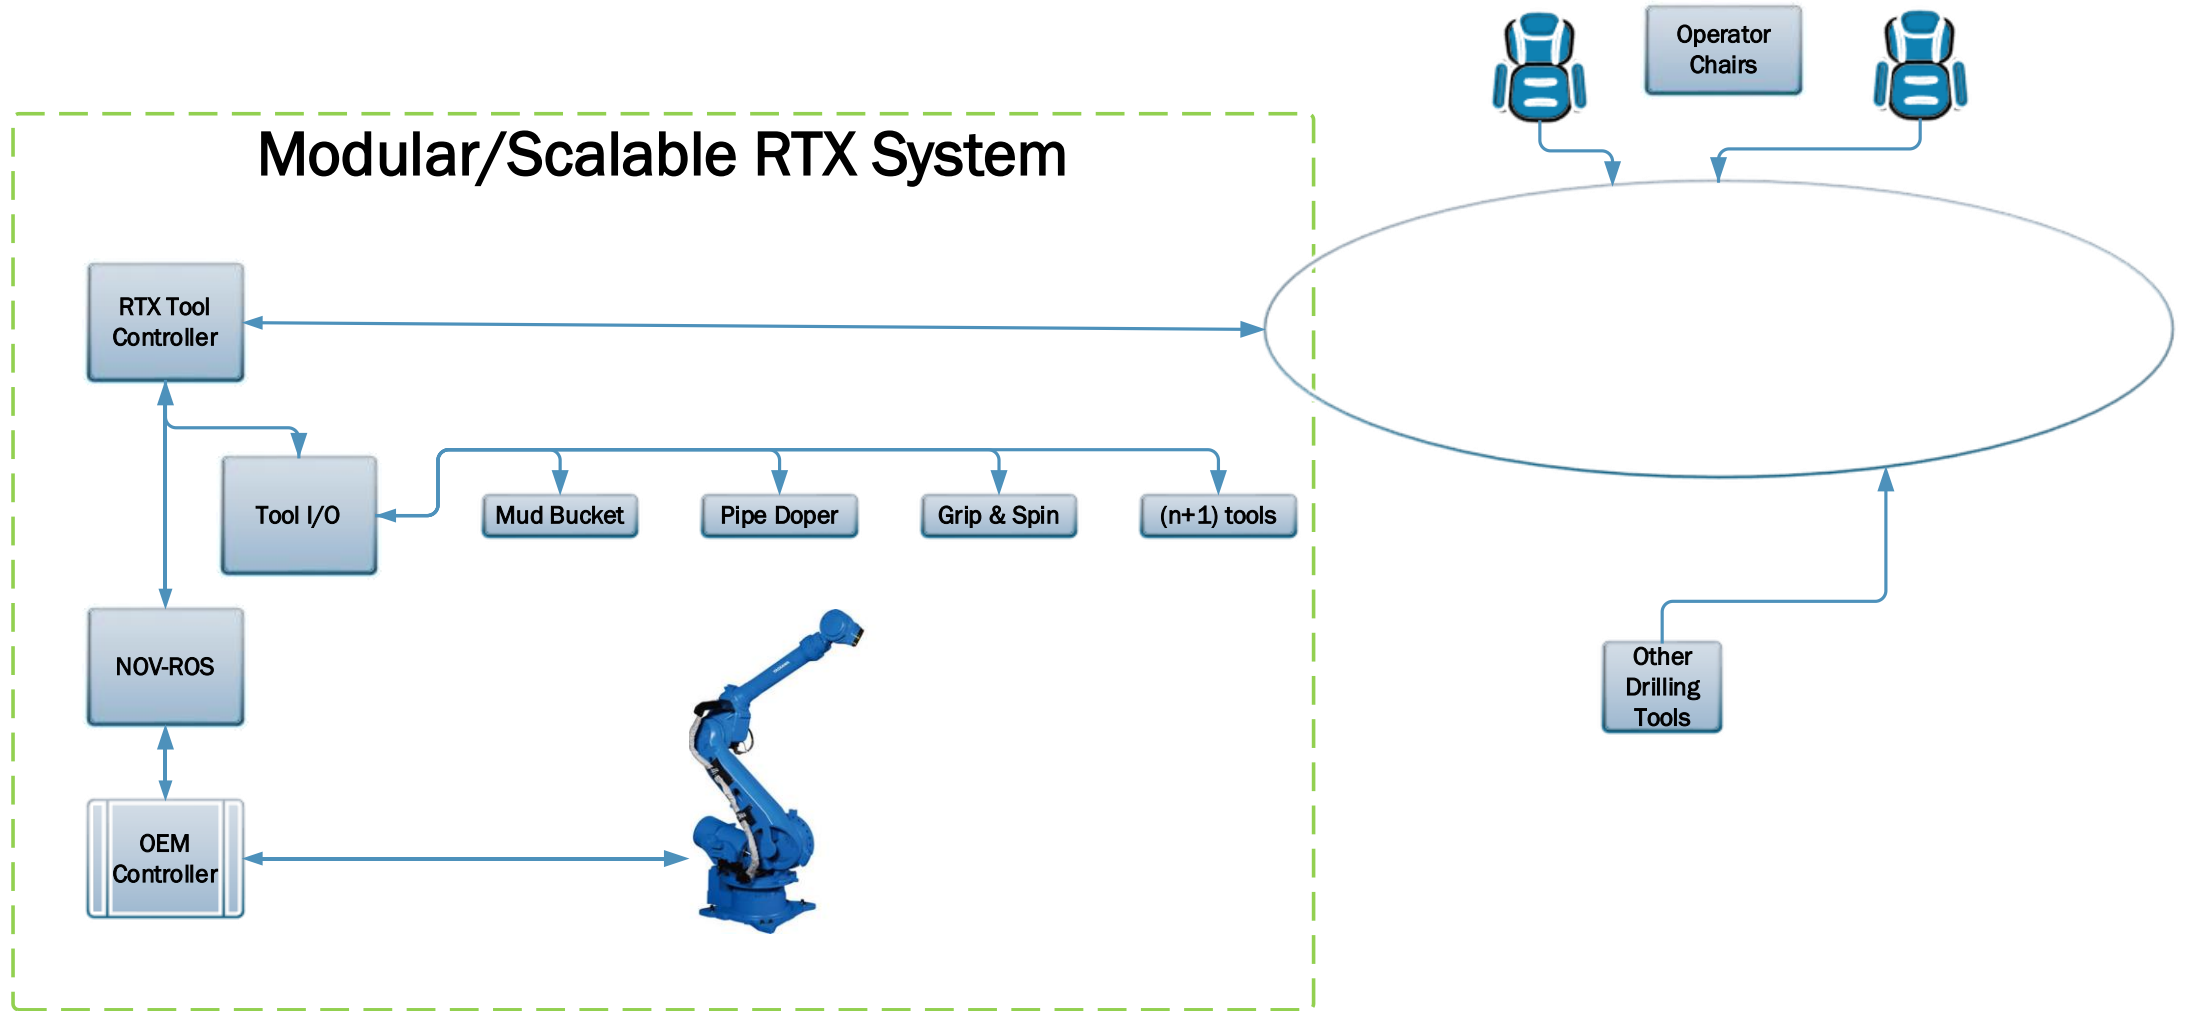 Operator
Chairs
Modular/Scalable RTX System
RTX Tool
Controller
Tool I/O
Mud Bucket
Pipe Doper
Grip & Spin
(n+1) tools
NOV-ROS
Other
Drilling
Tools
OEM
Controller